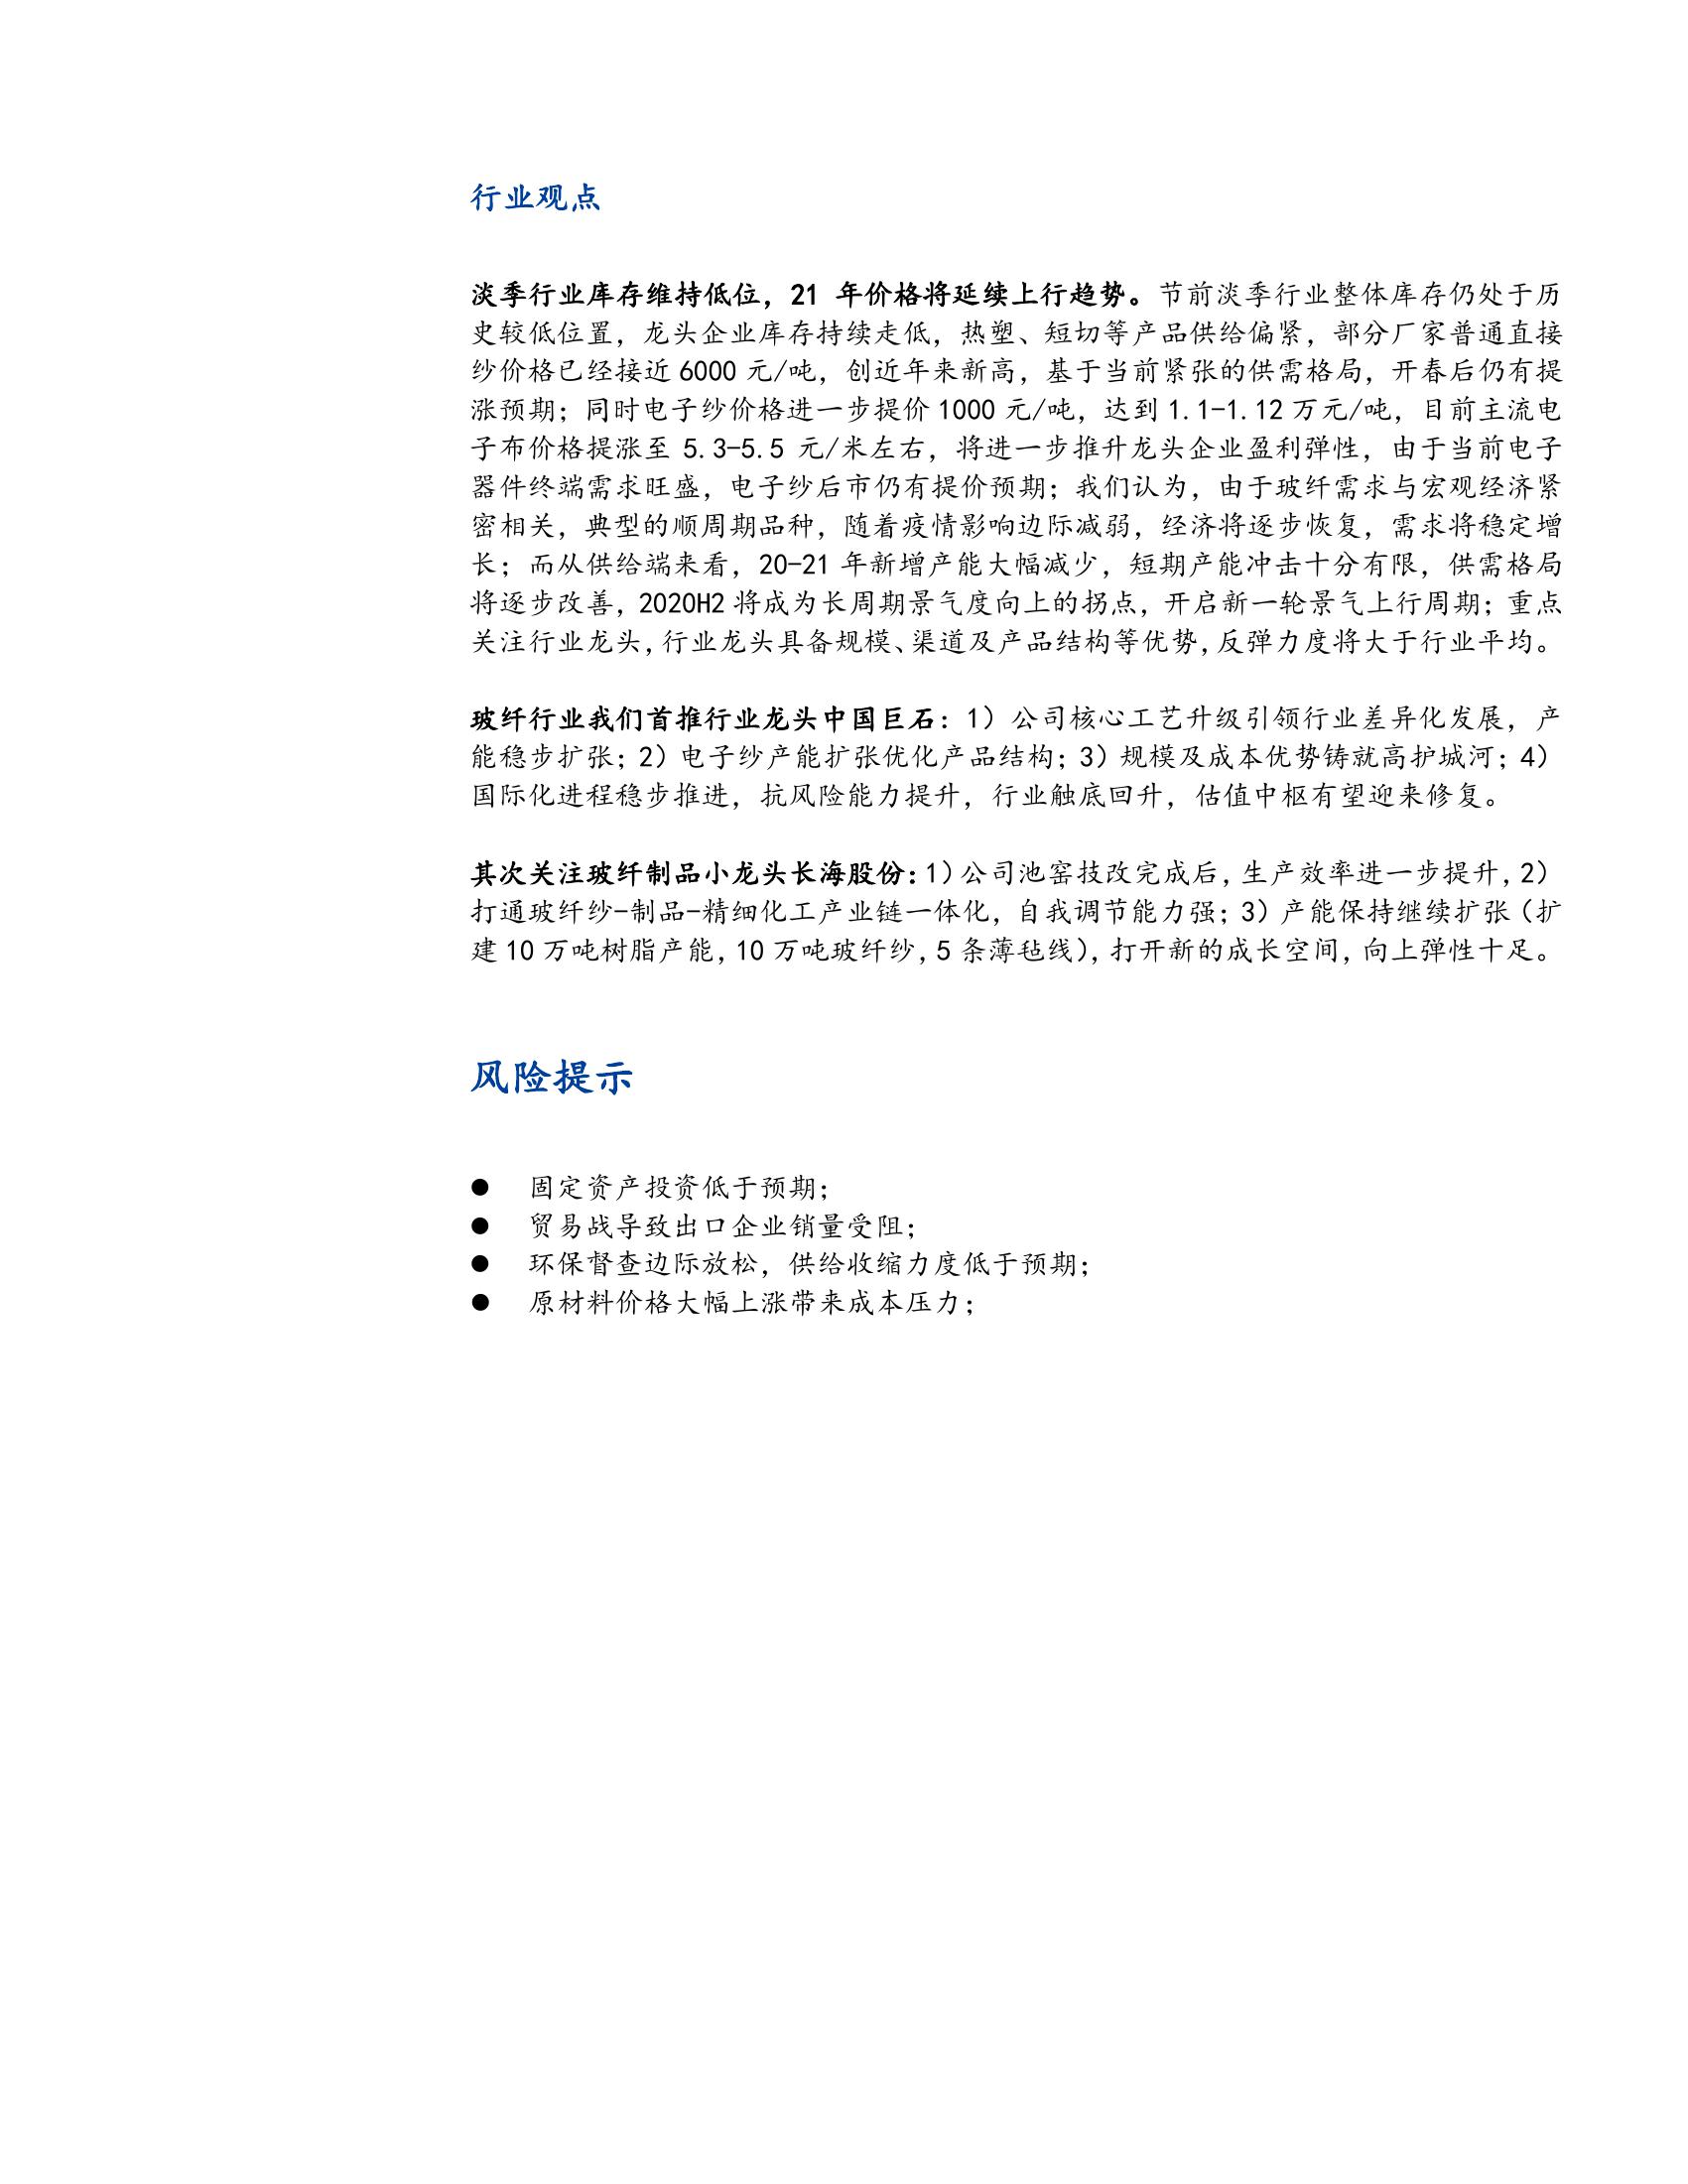 行业观点
淡季行业库存维持低位，21 年价格将延续上行趋势。节前淡季行业整体库存仍处于历
史较低位置，龙头企业库存持续走低，热塑、短切等产品供给偏紧，部分厂家普通直接
纱价格已经接近 6000 元/吨，创近年来新高，基于当前紧张的供需格局，开春后仍有提
涨预期；同时电子纱价格进一步提价 1000 元/吨，达到 1.1-1.12 万元/吨，目前主流电
子布价格提涨至 5.3-5.5 元/米左右，将进一步推升龙头企业盈利弹性，由于当前电子
器件终端需求旺盛，电子纱后市仍有提价预期；我们认为，由于玻纤需求与宏观经济紧
密相关，典型的顺周期品种，随着疫情影响边际减弱，经济将逐步恢复，需求将稳定增
长；而从供给端来看，20-21 年新增产能大幅减少，短期产能冲击十分有限，供需格局
将逐步改善，2020H2 将成为长周期景气度向上的拐点，开启新一轮景气上行周期；重点
关注行业龙头，行业龙头具备规模、渠道及产品结构等优势，反弹力度将大于行业平均。
玻纤行业我们首推行业龙头中国巨石：1）公司核心工艺升级引领行业差异化发展，产
能稳步扩张；2）电子纱产能扩张优化产品结构；3）规模及成本优势铸就高护城河；4）
国际化进程稳步推进，抗风险能力提升，行业触底回升，估值中枢有望迎来修复。
其次关注玻纤制品小龙头长海股份：1）公司池窑技改完成后，生产效率进一步提升，2）
打通玻纤纱-制品-精细化工产业链一体化，自我调节能力强；3）产能保持继续扩张（扩
建 10 万吨树脂产能，10 万吨玻纤纱，5 条薄毡线），打开新的成长空间，向上弹性十足。
风险提示
● 固定资产投资低于预期；
● 贸易战导致出口企业销量受阻；
● 环保督查边际放松，供给收缩力度低于预期；
● 原材料价格大幅上涨带来成本压力；